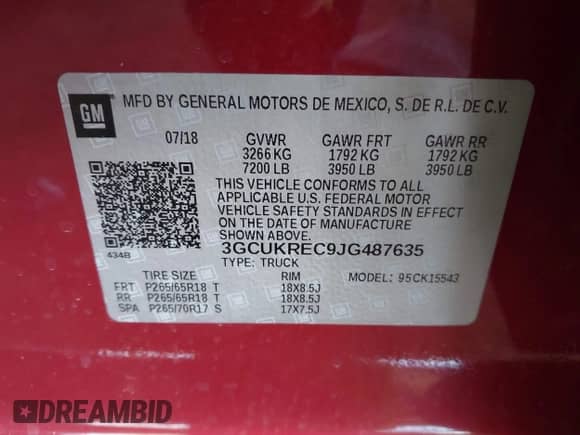 GM
MFD BY GENERAL MOTORS DE MEXICO, S. DE R.L. DE C.V.
07/18 GVWR GAWR FRT GAWR RR
3266 KG 1792 KG 1792 KG
7200 LB 3950 LB 3950 LB
THIS VEHICLE CONFORMS TO ALL
APPLICABLE U.S. FEDERAL MOTOR
VEHICLE SAFETY STANDARDS IN EFFECT
ON THE DATE OF MANUFACTURE
SHOWN ABOVE.
434B 3GCUKREC9JG487635
TYPE: TRUCK MODEL: 95CK15543
TIRE SIZE RIM
FRT P265/65R18 T 18X8.5J
RR P265/65R18 T 18X8.5J
SPA P265/70R17 S 17X7.5J
DREAMBID